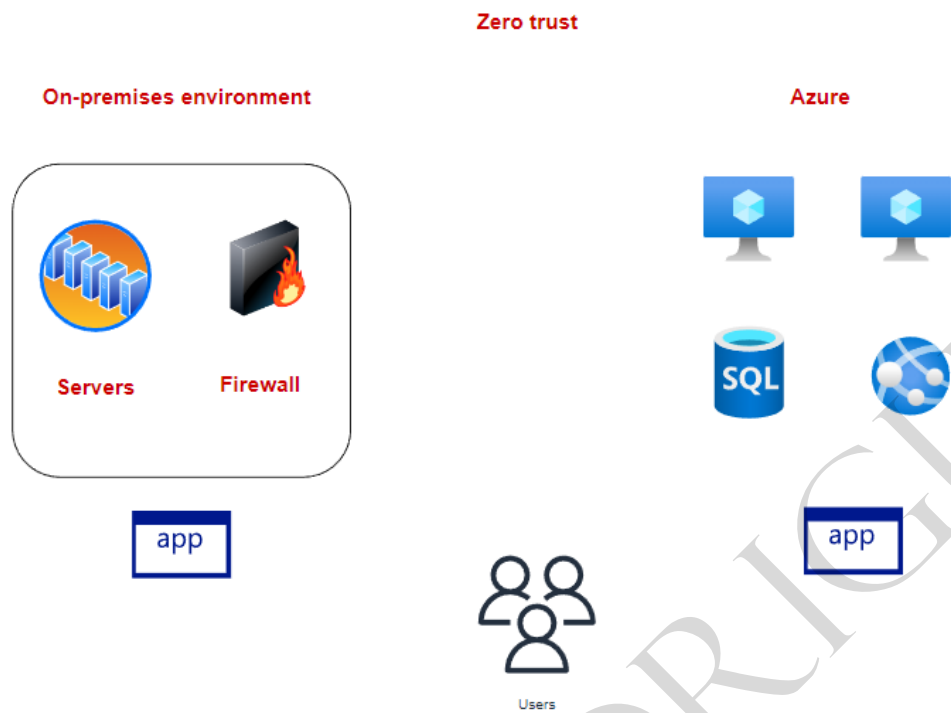 Zero trust
On-premises environment
Azure
Servers
Firewall
SQL
app
app
Users